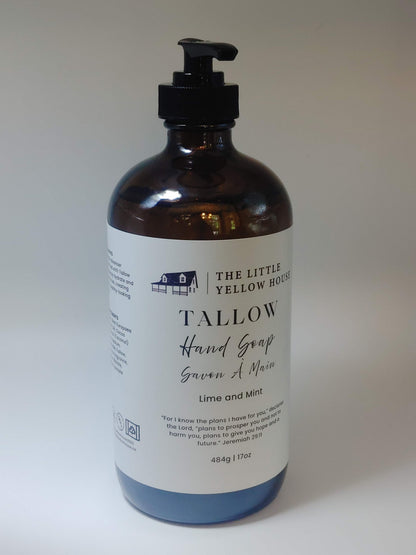 THE LITTLE
YELLOW HOUSE
TALLOW
Hand Soap
Savon À Main
Lime and Mint
"For I know the plans I have for you," declares
the Lord, "plans to prosper you and not to
harm you, plans to give you hope and a
future." Jeremiah 29:11
484g | 17oz